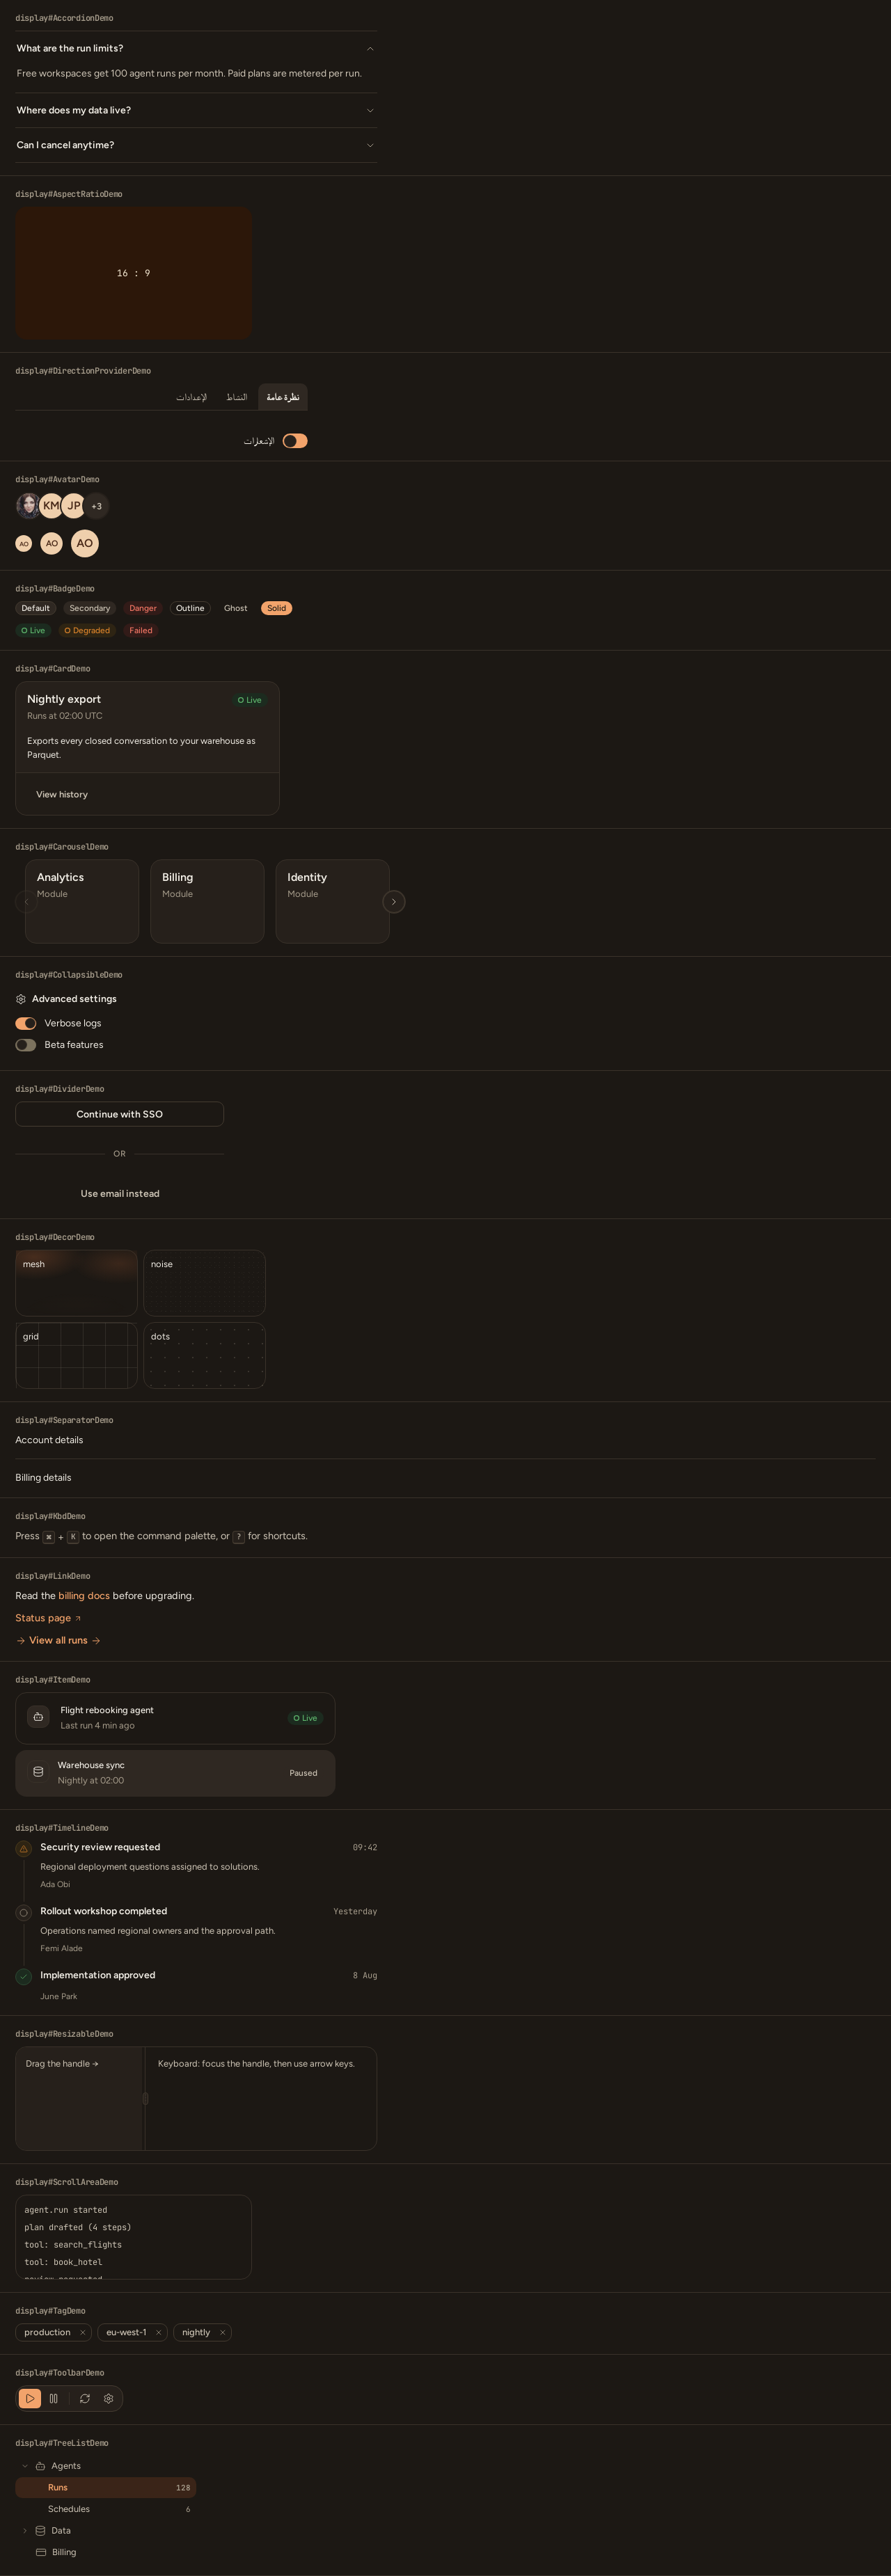 display#AccordionDemo
What are the run limits?
Free workspaces get 100 agent runs per month. Paid plans are metered per run.
Where does my data live?
Can I cancel anytime?
display#AspectRatioDemo
16 : 9
display#DirectionProviderDemo
نظرة عامة النشاط الإعدادات
الإشعارات
display#AvatarDemo
KM JP +3
AO AO AO
display#BadgeDemo
Default Secondary Danger Outline Ghost Solid
Live Degraded Failed
display#CardDemo
Nightly export Live
Runs at 02:00 UTC
Exports every closed conversation to your warehouse as
Parquet.
View history
display#CarouselDemo
Analytics Billing Identity
Module Module Module
display#CollapsibleDemo
Advanced settings
Verbose logs
Beta features
display#DividerDemo
Continue with SSO
OR
Use email instead
display#DecorDemo
mesh noise
grid dots
display#SeparatorDemo
Account details
Billing details
display#KbdDemo
Press ⌘ + K to open the command palette, or ? for shortcuts.
display#LinkDemo
Read the billing docs before upgrading.
Status page
→ View all runs →
display#ItemDemo
Flight rebooking agent
Last run 4 min ago Live
Warehouse sync
Nightly at 02:00 Paused
display#TimelineDemo
Security review requested 09:42
Regional deployment questions assigned to solutions.
Ada Obi
Rollout workshop completed Yesterday
Operations named regional owners and the approval path.
Femi Alade
Implementation approved 8 Aug
June Park
display#ResizableDemo
Drag the handle → Keyboard: focus the handle, then use arrow keys.
display#ScrollAreaDemo
agent.run started
plan drafted (4 steps)
tool: search_flights
tool: book_hotel
review requested
display#TagDemo
production eu-west-1 nightly
display#ToolbarDemo
display#TreeListDemo
Agents
Runs 128
Schedules 6
Data
Billing